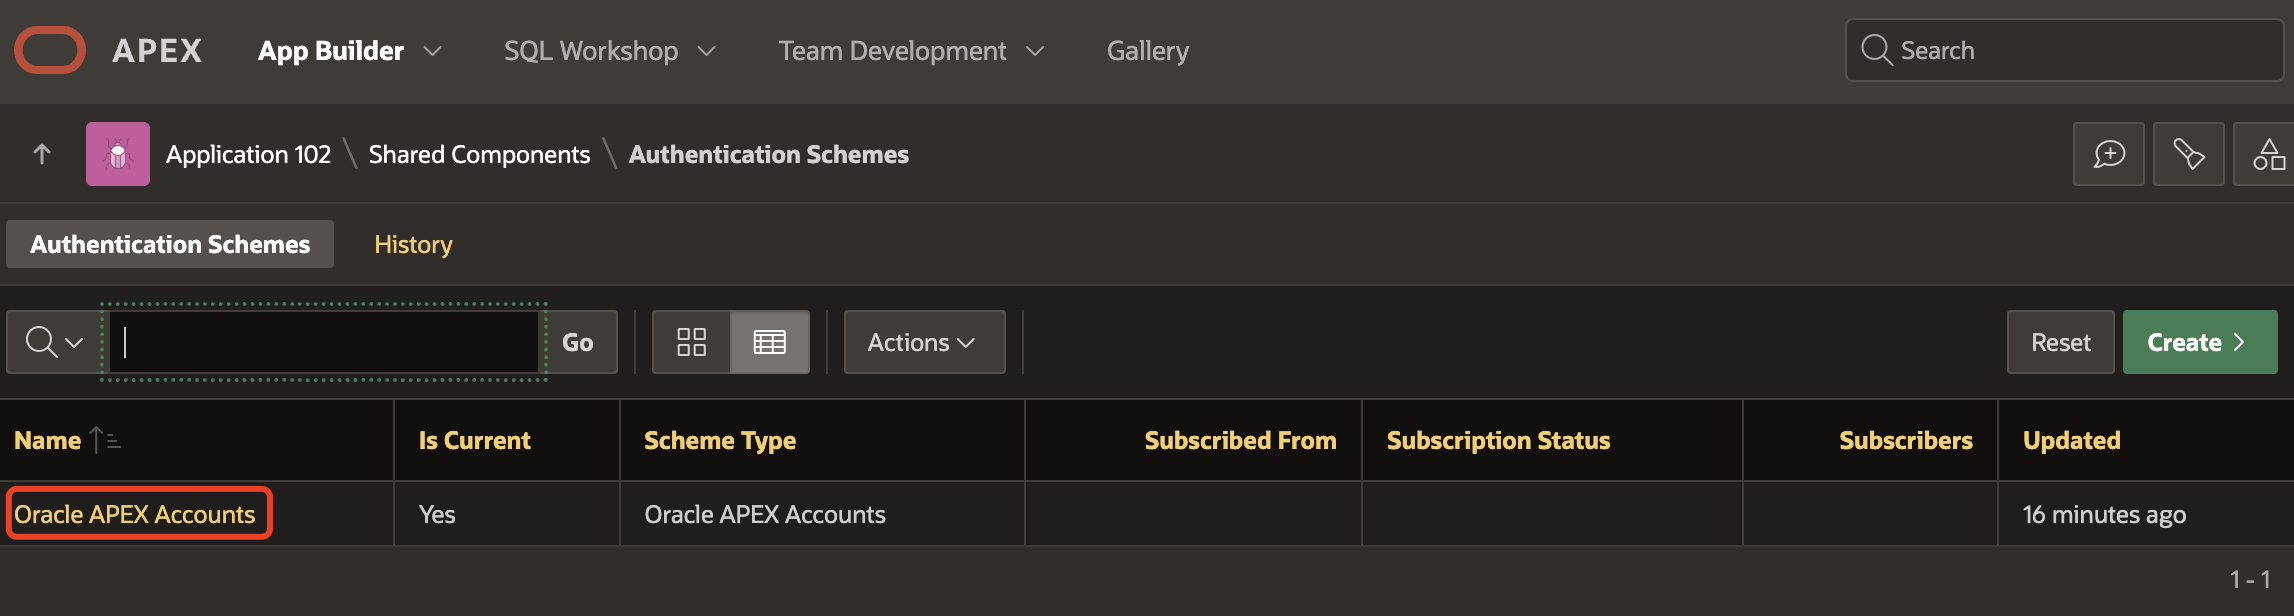 APEX App Builder SQL Workshop Team Development Gallery Search
Application 102 \ Shared Components \ Authentication Schemes
Authentication Schemes History
Go Actions Reset Create
Name Is Current Scheme Type Subscribed From Subscription Status Subscribers Updated
Oracle APEX Accounts Yes Oracle APEX Accounts 16 minutes ago
1 - 1